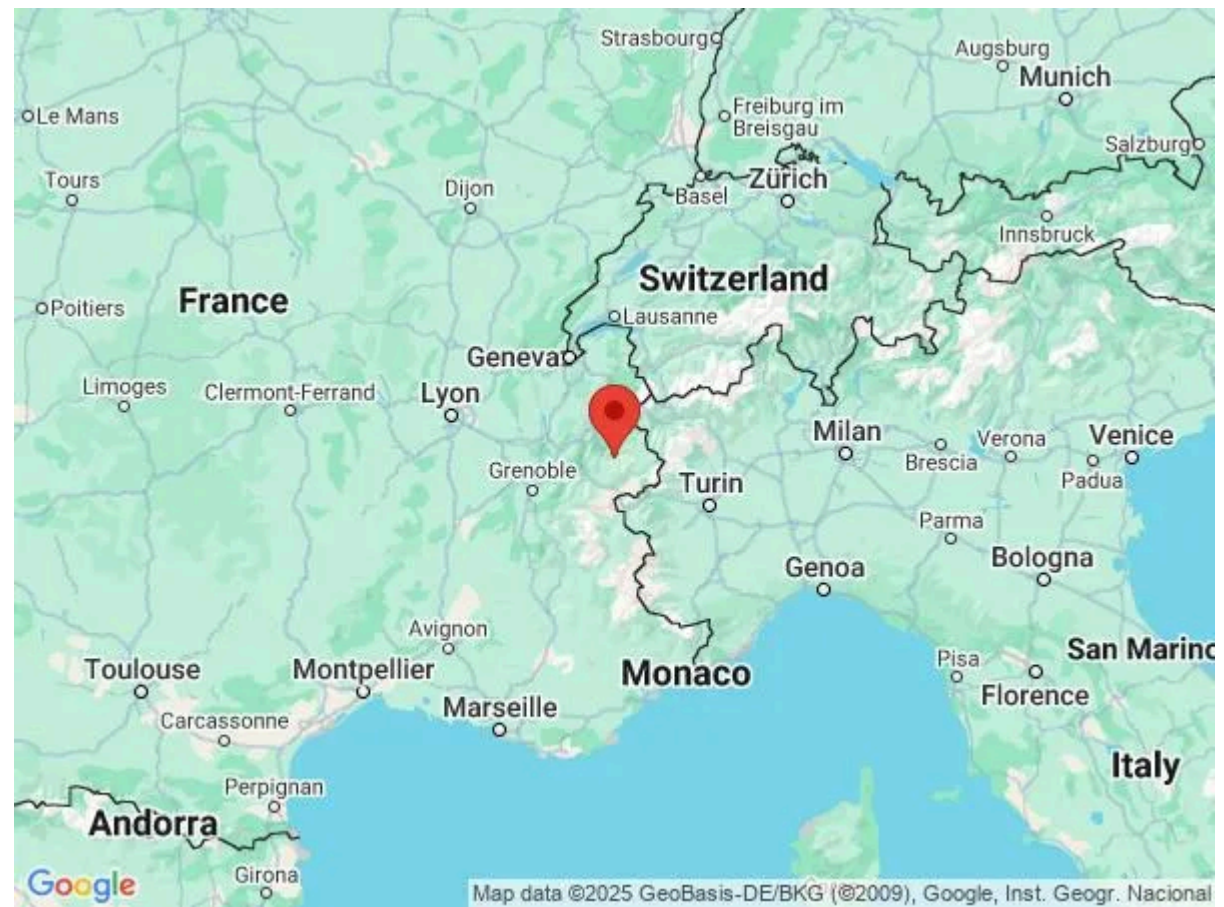 Strasbourg
Augsburg
Munich
Le Mans
Freiburg im
Breisgau
Salzburg
Tours
Dijon
Basel
Zürich
Innsbruck
Switzerland
France
Poitiers
Lausanne
Geneva
Limoges
Clermont-Ferrand
Lyon
Milan
Verona
Venice
Brescia
Padua
Grenoble
Turin
Parma
Bologna
Genoa
Avignon
San Marino
Toulouse
Montpellier
Monaco
Pisa
Florence
Marseille
Carcassonne
Italy
Perpignan
Andorra
Girona
Google
Map data ©2025 GeoBasis-DE/BKG (©2009), Google, Inst. Geogr. Nacional